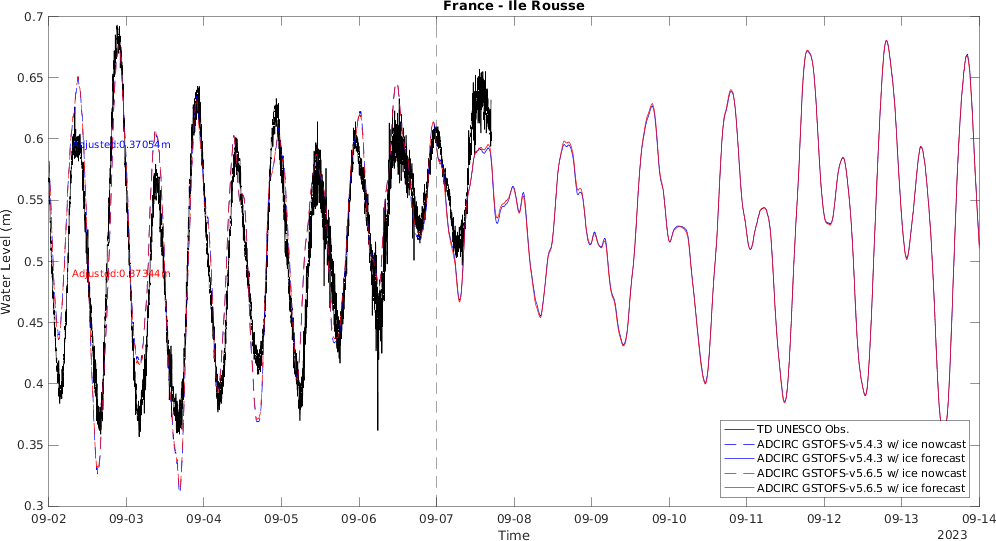 France - Ile Rousse
Water Level (m)
0.7
0.65
0.6
0.55
0.5
0.45
0.4
0.35
0.3
Adjusted:0.37054m
Adjusted:0.37344m
TD UNESCO Obs.
ADCIRC GSTOFS-v5.4.3 w/ ice nowcast
ADCIRC GSTOFS-v5.4.3 w/ ice forecast
ADCIRC GSTOFS-v5.6.5 w/ ice nowcast
ADCIRC GSTOFS-v5.6.5 w/ ice forecast
09-02 09-03 09-04 09-05 09-06 09-07 09-08 09-09 09-10 09-11 09-12 09-13 09-14
Time
2023